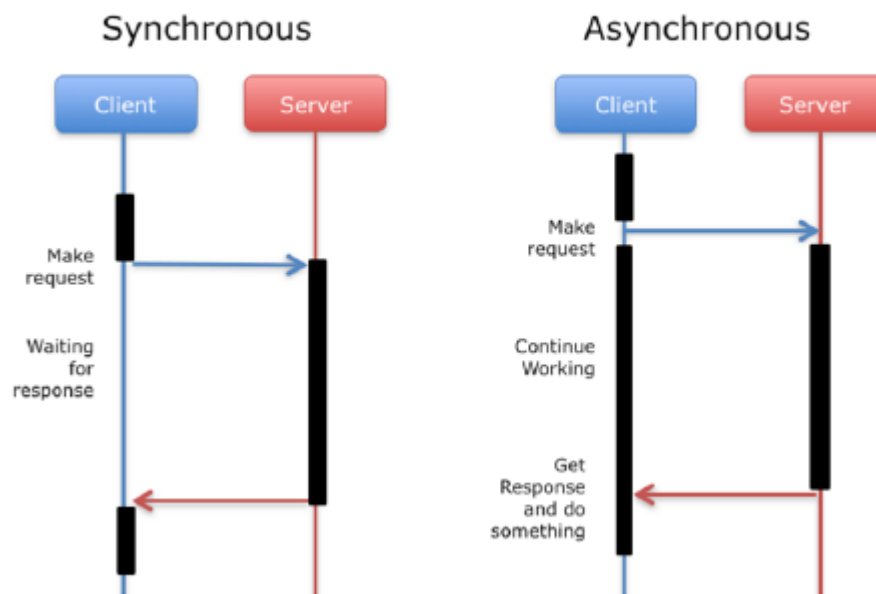 Synchronous
Client
Server
Make
request
Waiting
for
response
Asynchronous
Client
Server
Make
request
Continue
Working
Get
Response
and do
something